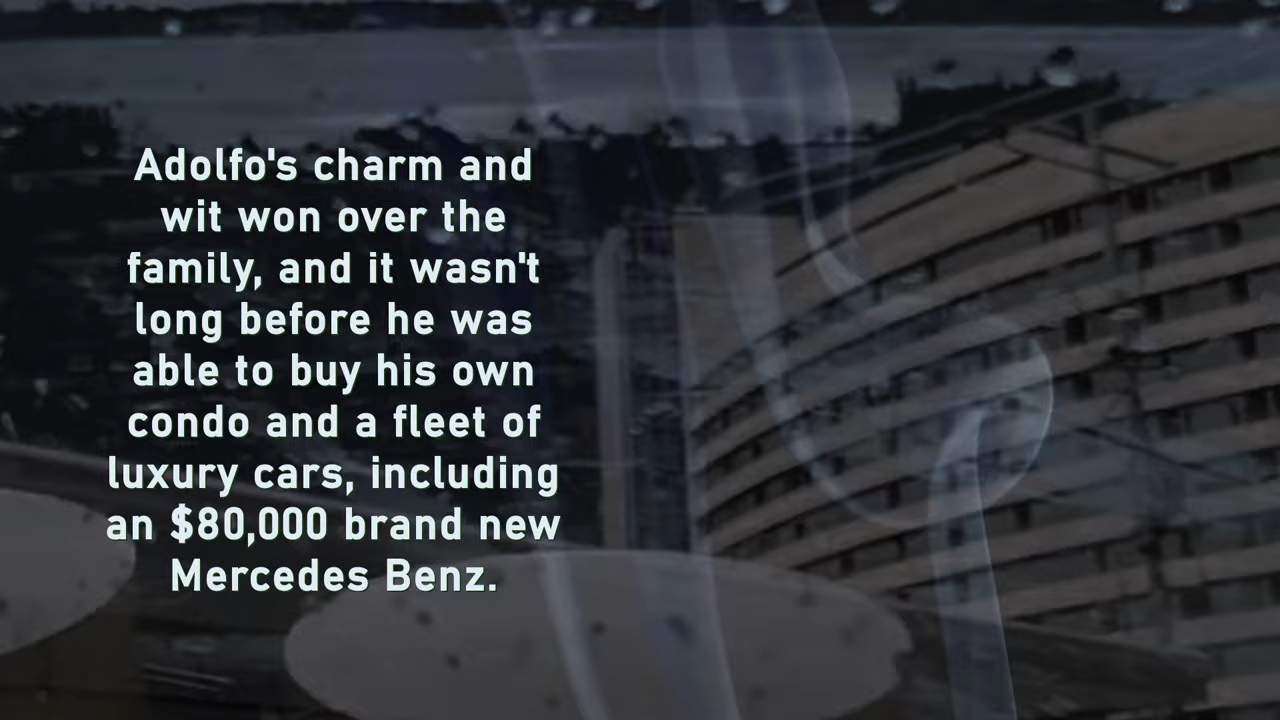 Adolfo's charm and
wit won over the
family, and it wasn't
long before he was
able to buy his own
condo and a fleet of
luxury cars, including
an $80,000 brand new
Mercedes Benz.